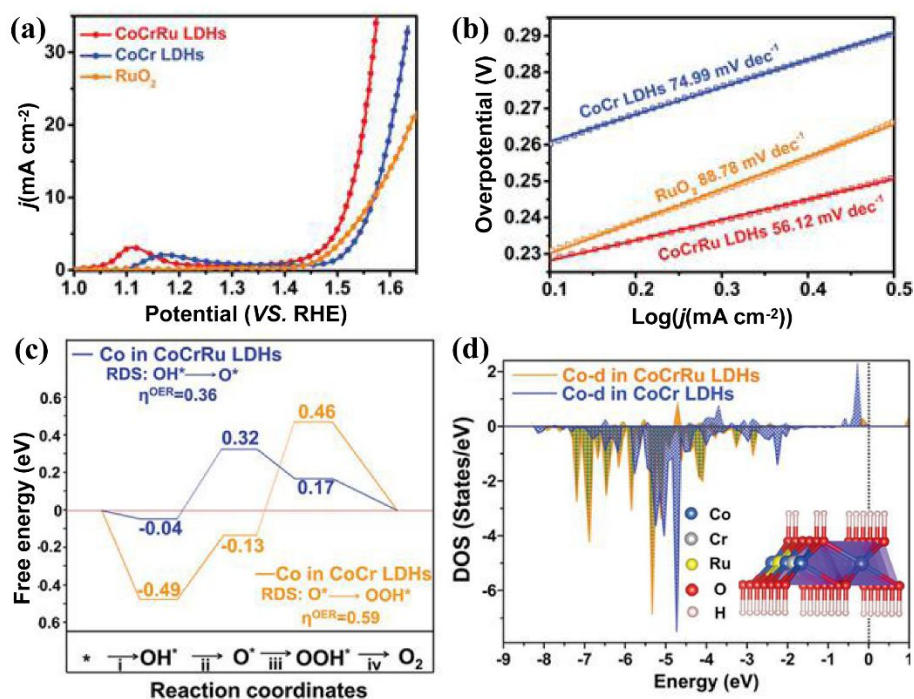 (a)
CoCrRu LDHs
CoCr LDHs
RuO2
j(mA cm-2)
30
20
10
0
1.0 1.1 1.2 1.3 1.4 1.5 1.6
Potential (VS. RHE)
(b)
Overpotential (V)
0.29
0.28
0.27
0.26
0.25
0.24
0.23
CoCr LDHs 74.99 mV dec-1
RuO2 88.78 mV dec-1
CoCrRu LDHs 56.12 mV dec-1
0.1 0.2 0.3 0.4 0.5
Log(j(mA cm-2))
(c)
Free energy (eV)
0.6
0.4
0.2
0
0.2
0.4
0.6
Co in CoCrRu LDHs
RDS: OH* → O*
ηOER=0.36
0.46
0.32
0.17
-0.04
-0.13
-0.49
Co in CoCr LDHs
RDS: O* → OOH*
ηOER=0.59
* → OH* → O* → OOH* → O2
i ii iii iv
Reaction coordinates
(d)
DOS (States/eV)
2
0
-2
-4
-6
Co-d in CoCrRu LDHs
Co-d in CoCr LDHs
Co
Cr
Ru
O
H
-9 -8 -7 -6 -5 -4 -3 -2 -1 0 1
Energy (eV)